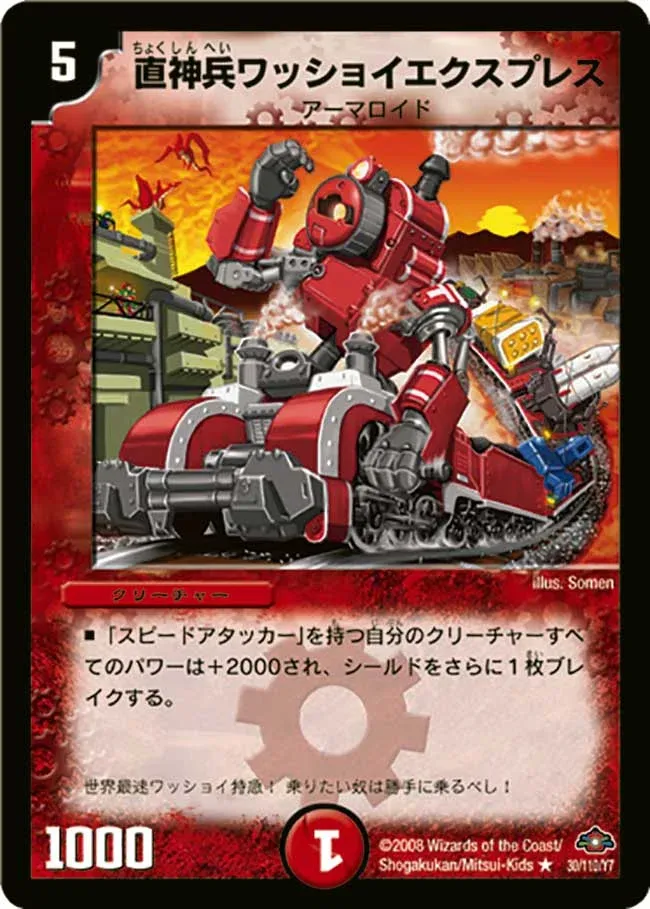 5
ちょくしんへい
直神兵ワッショイエクスプレス
アーマロイド
illus. Somen
クリーチャー
■「スピードアタッカー」を持つ自分のクリーチャーすべ
てのパワーは+2000され、シールドをさらに1枚ブレ
イクする。
世界最速ワッショイ特急! 乗りたい奴は勝手に乗るべし!
1000
1
©2008 Wizards of the Coast/
Shogakukan/Mitsui-Kids ★ 30/110/Y7